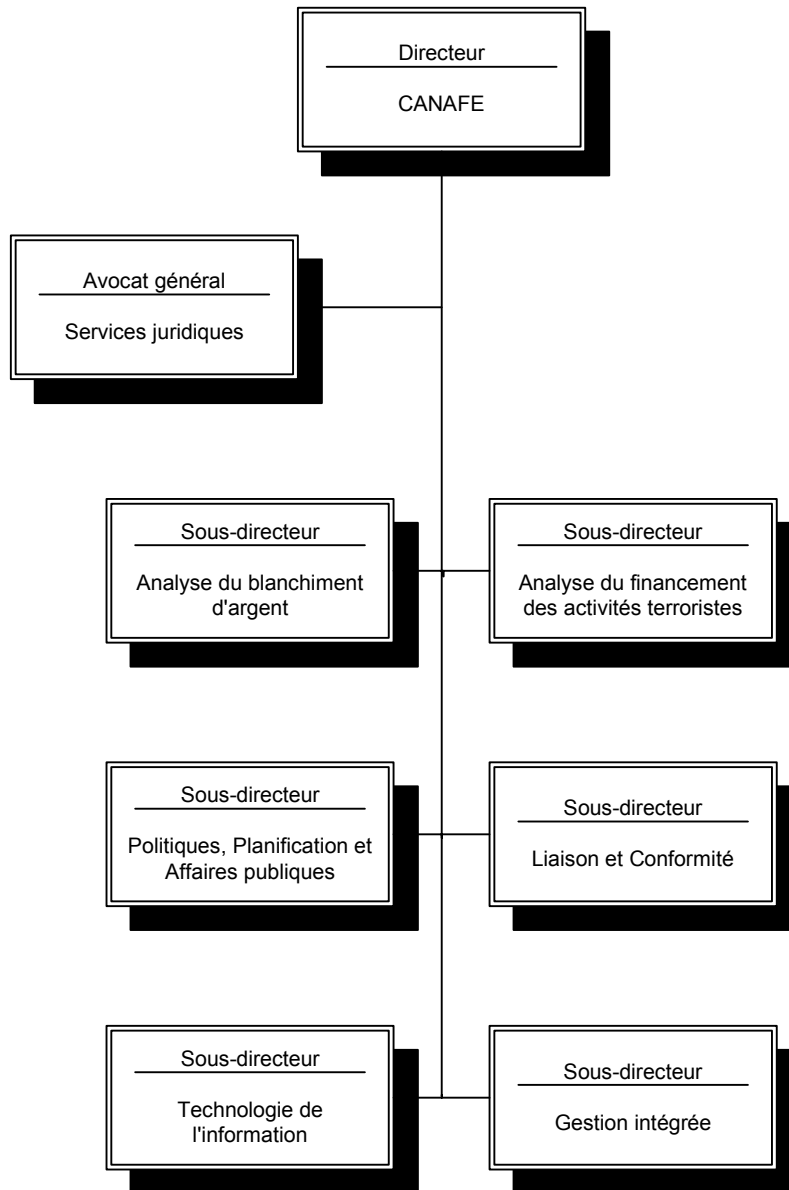 Directeur
CANAFE
Avocat général
Services juridiques
Sous-directeur
Analyse du blanchiment
d'argent
Sous-directeur
Analyse du financement
des activités terroristes
Sous-directeur
Politiques, Planification et
Affaires publiques
Sous-directeur
Liaison et Conformité
Sous-directeur
Technologie de
l'information
Sous-directeur
Gestion intégrée